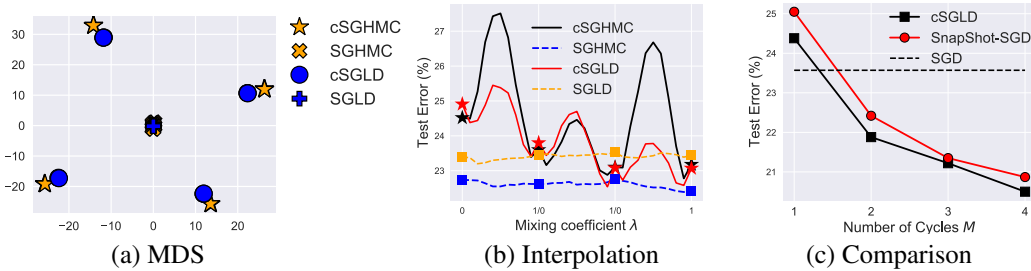 30
20
10
0
−10
−20
−20
−10
0
10
20
cSGHMC
SGHMC
cSGLD
SGLD
(a) MDS
Test Error (%)
27
26
25
24
23
cSGHMC
SGHMC
cSGLD
SGLD
0
1/0
1/0
1
Mixing coefficient λ
(b) Interpolation
Test Error (%)
25
24
23
22
21
cSGLD
SnapShot-SGD
SGD
1
2
3
4
Number of Cycles M
(c) Comparison